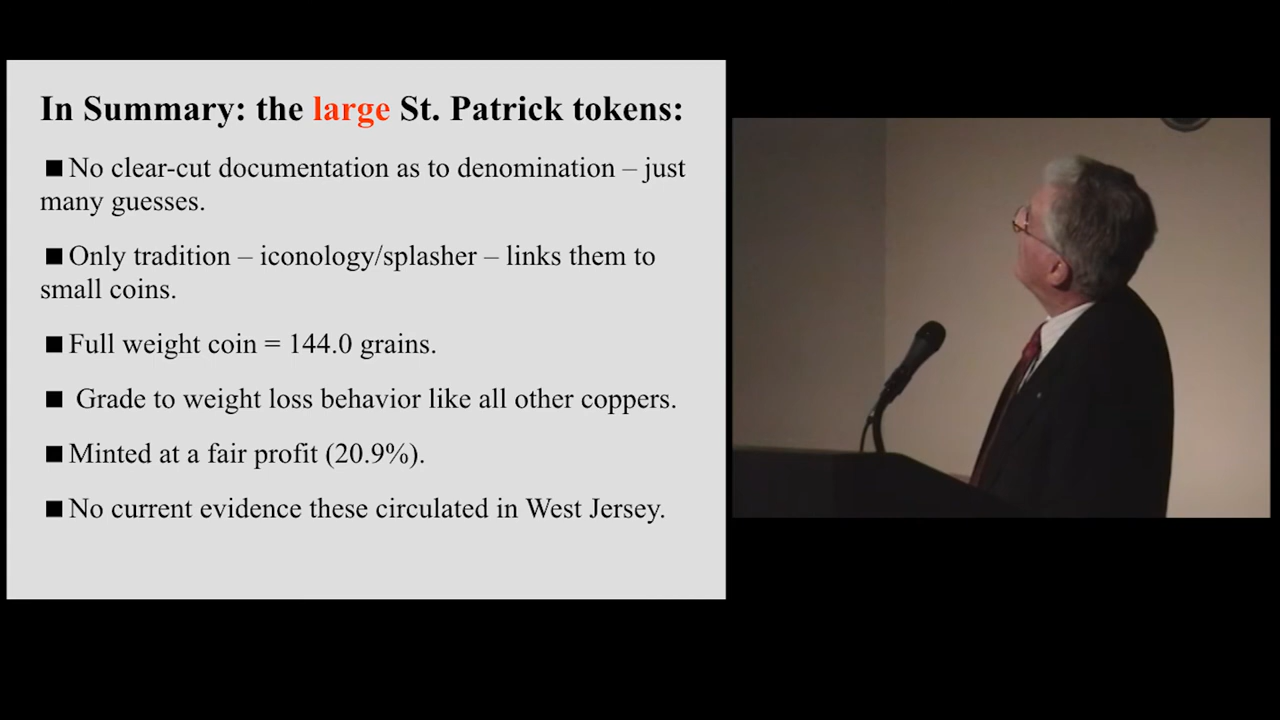 In Summary: the large St. Patrick tokens:
■ No clear-cut documentation as to denomination – just
many guesses.
■ Only tradition – iconology/splasher – links them to
small coins.
■ Full weight coin = 144.0 grains.
■ Grade to weight loss behavior like all other coppers.
■ Minted at a fair profit (20.9%).
■ No current evidence these circulated in West Jersey.